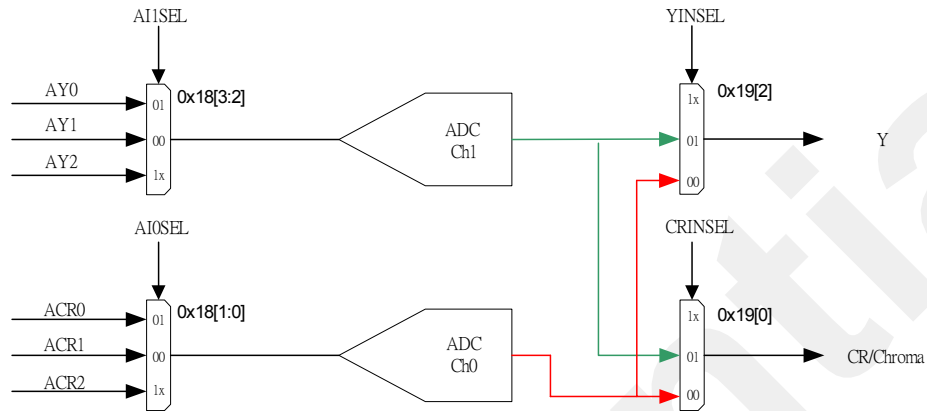 AI1SEL
YINSEL
AY0
01
0x18[3:2]
1x
0x19[2]
AY1
00
ADC
Ch1
01
Y
AY2
1x
00
AI0SEL
CRINSEL
ACR0
01
0x18[1:0]
1x
0x19[0]
ACR1
00
ADC
Ch0
01
CR/Chroma
ACR2
1x
00